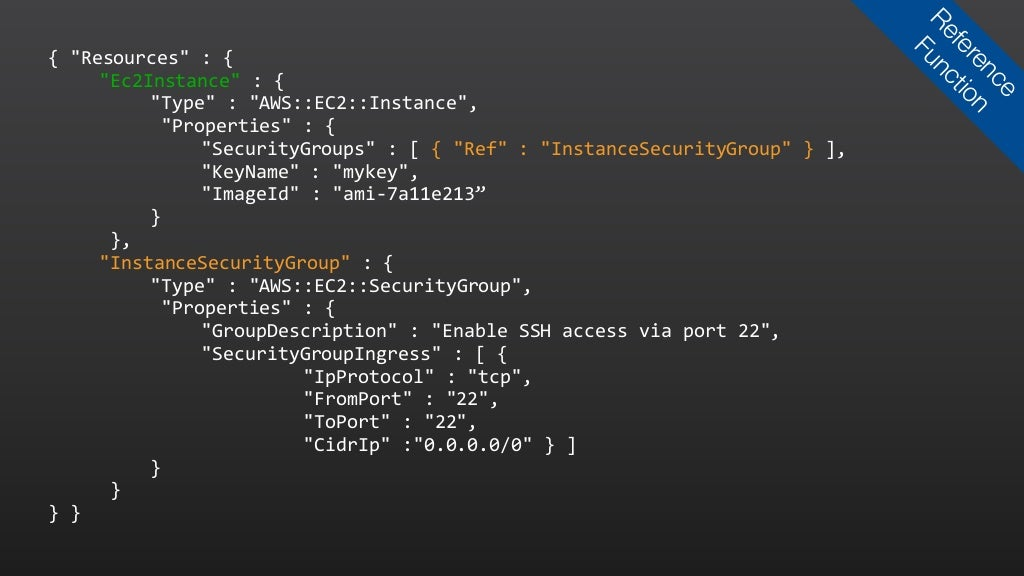 Reference
Function
{ "Resources" : {
"Ec2Instance" : {
"Type" : "AWS::EC2::Instance",
"Properties" : {
"SecurityGroups" : [ { "Ref" : "InstanceSecurityGroup" } ],
"KeyName" : "mykey",
"ImageId" : "ami-7a11e213”
}
},
"InstanceSecurityGroup" : {
"Type" : "AWS::EC2::SecurityGroup",
"Properties" : {
"GroupDescription" : "Enable SSH access via port 22",
"SecurityGroupIngress" : [ {
"IpProtocol" : "tcp",
"FromPort" : "22",
"ToPort" : "22",
"CidrIp" :"0.0.0.0/0" } ]
}
}
} }